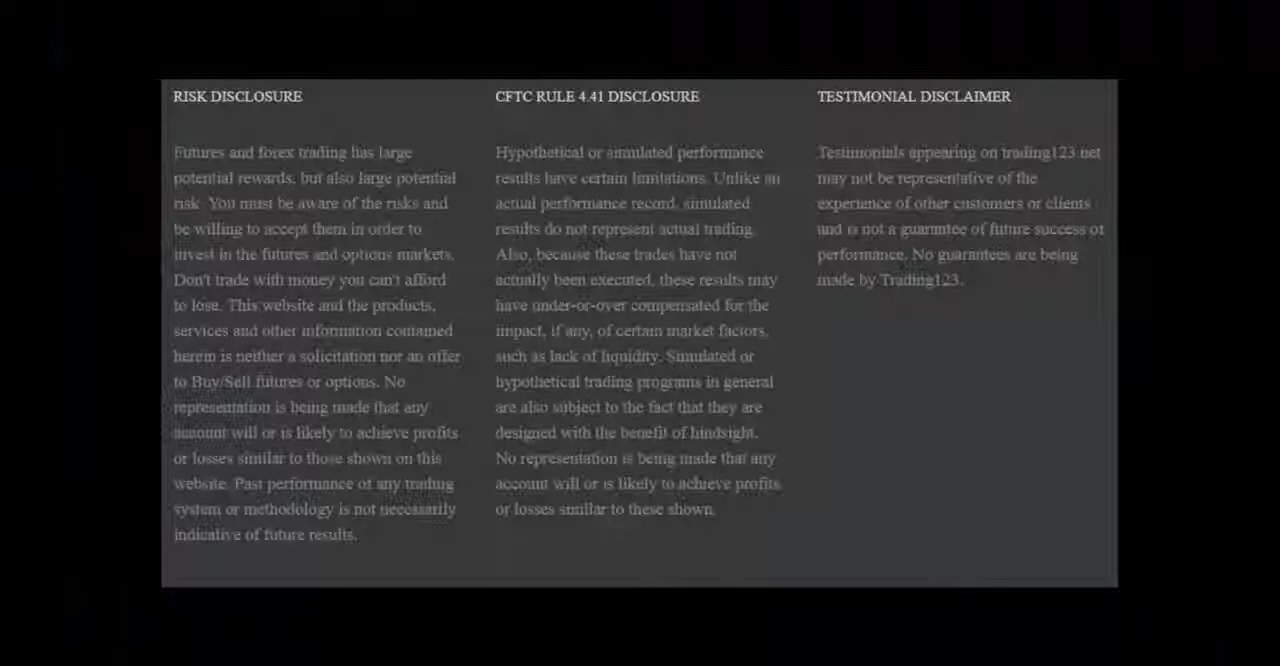 RISK DISCLOSURE
Futures and forex trading has large
potential rewards, but also large potential
risk. You must be aware of the risks and
be willing to accept them in order to
invest in the futures and options markets.
Don't trade with money you can't afford
to lose. This website and the products,
services and other information contained
herein is neither a solicitation nor an offer
to Buy/Sell futures or options. No
representation is being made that any
account will or is likely to achieve profits
or losses similar to those shown on this
website. Past performance of any trading
system or methodology is not necessarily
indicative of future results.
CFTC RULE 4.41 DISCLOSURE
Hypothetical or simulated performance
results have certain limitations. Unlike an
actual performance record, simulated
results do not represent actual trading.
Also, because these trades have not
actually been executed, these results may
have under-or-over compensated for the
impact, if any, of certain market factors,
such as lack of liquidity. Simulated or
hypothetical trading programs in general
are also subject to the fact that they are
designed with the benefit of hindsight.
No representation is being made that any
account will or is likely to achieve profits
or losses similar to these shown.
TESTIMONIAL DISCLAIMER
Testimonials appearing on trading123.net
may not be representative of the
experience of other customers or clients
and is not a guarantee of future success or
performance. No guarantees are being
made by Trading123.